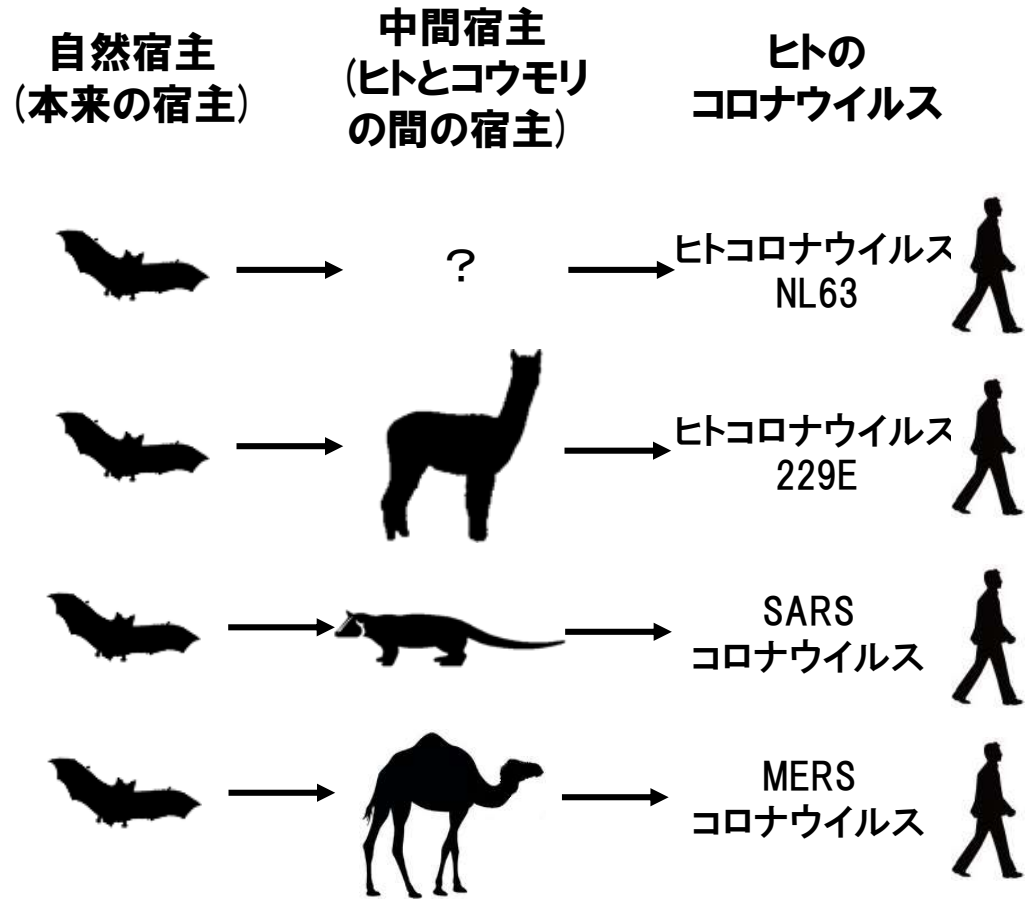 自然宿主
(本来の宿主)
中間宿主
(ヒトとコウモリ
の間の宿主)
ヒトの
コロナウイルス
?
ヒトコロナウイルス
NL63
ヒトコロナウイルス
229E
SARS
コロナウイルス
MERS
コロナウイルス